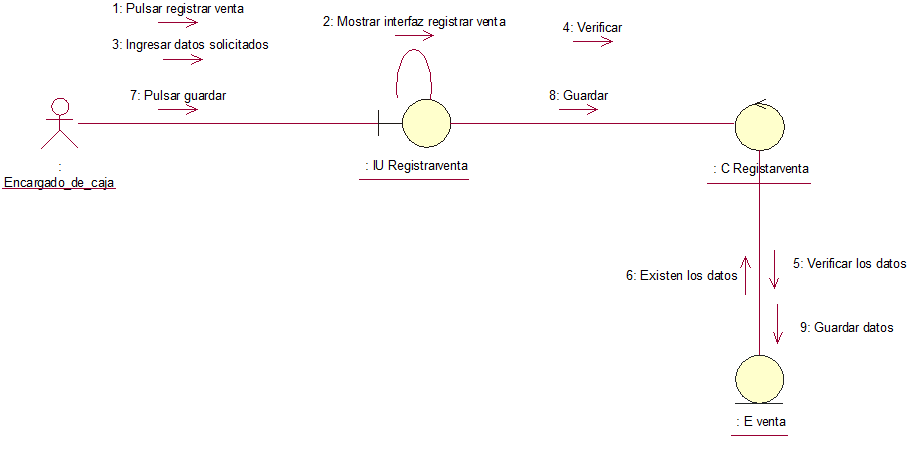 1: Pulsar registrar venta
2: Mostrar interfaz registrar venta
4: Verificar
3: Ingresar datos solicitados
7: Pulsar guardar
8: Guardar
:
Encargado_de_caja
: IU Registrarventa
: C Registarventa
6: Existen los datos
5: Verificar los datos
9: Guardar datos
: E venta